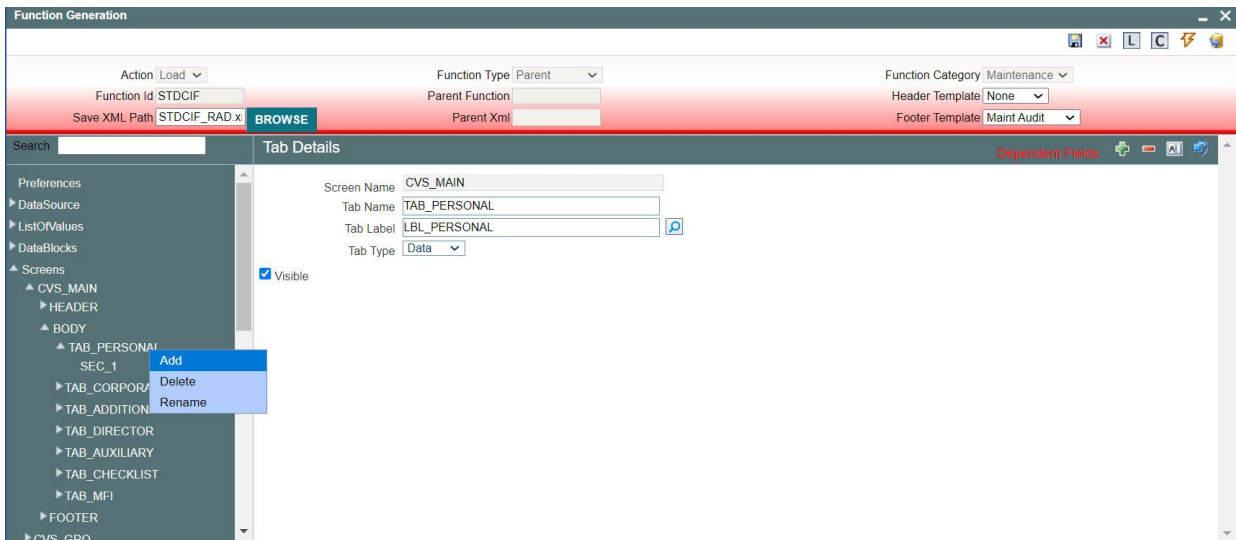 Function Generation
L C
Action Load Function Type Parent Function Category Maintenance
Function Id STDCIF Parent Function Header Template None
Save XML Path STDCIF_RAD.x BROWSE Parent Xml Footer Template Maint Audit
Search Tab Details Dependent Fields
Preferences
Screen Name CVS_MAIN
DataSource
Tab Name TAB_PERSONAL
ListOfValues
Tab Label LBL_PERSONAL
DataBlocks
Tab Type Data
Screens
Visible
CVS_MAIN
HEADER
BODY
TAB_PERSONAL
Add
SEC_1
Delete
TAB_CORPORA
Rename
TAB_ADDITION
TAB_DIRECTOR
TAB_AUXILIARY
TAB_CHECKLIST
TAB_MFI
FOOTER